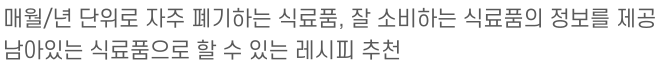 매월/년 단위로 자주 폐기하는 식료품, 잘 소비하는 식료품의 정보를 제공
남아있는 식료품으로 할 수 있는 레시피 추천